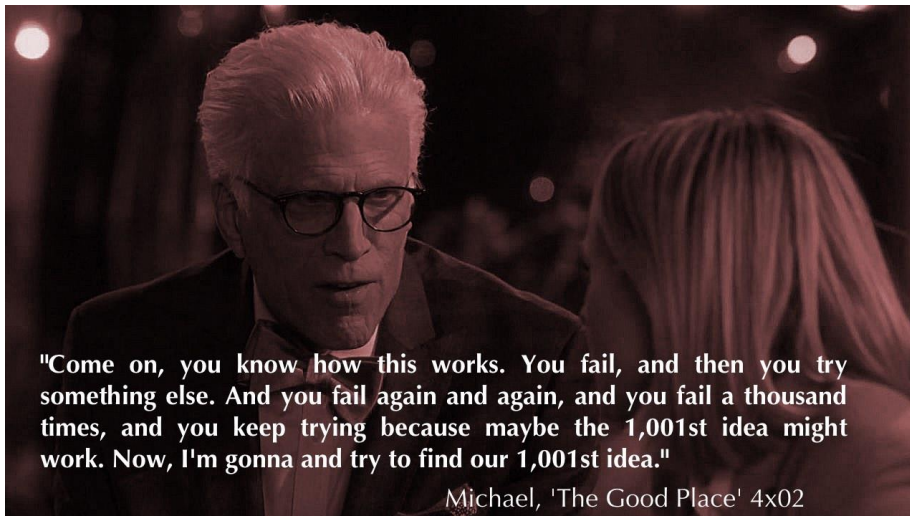 "Come on, you know how this works. You fail, and then you try
something else. And you fail again and again, and you fail a thousand
times, and you keep trying because maybe the 1,001st idea might
work. Now, I'm gonna and try to find our 1,001st idea."
Michael, 'The Good Place' 4x02